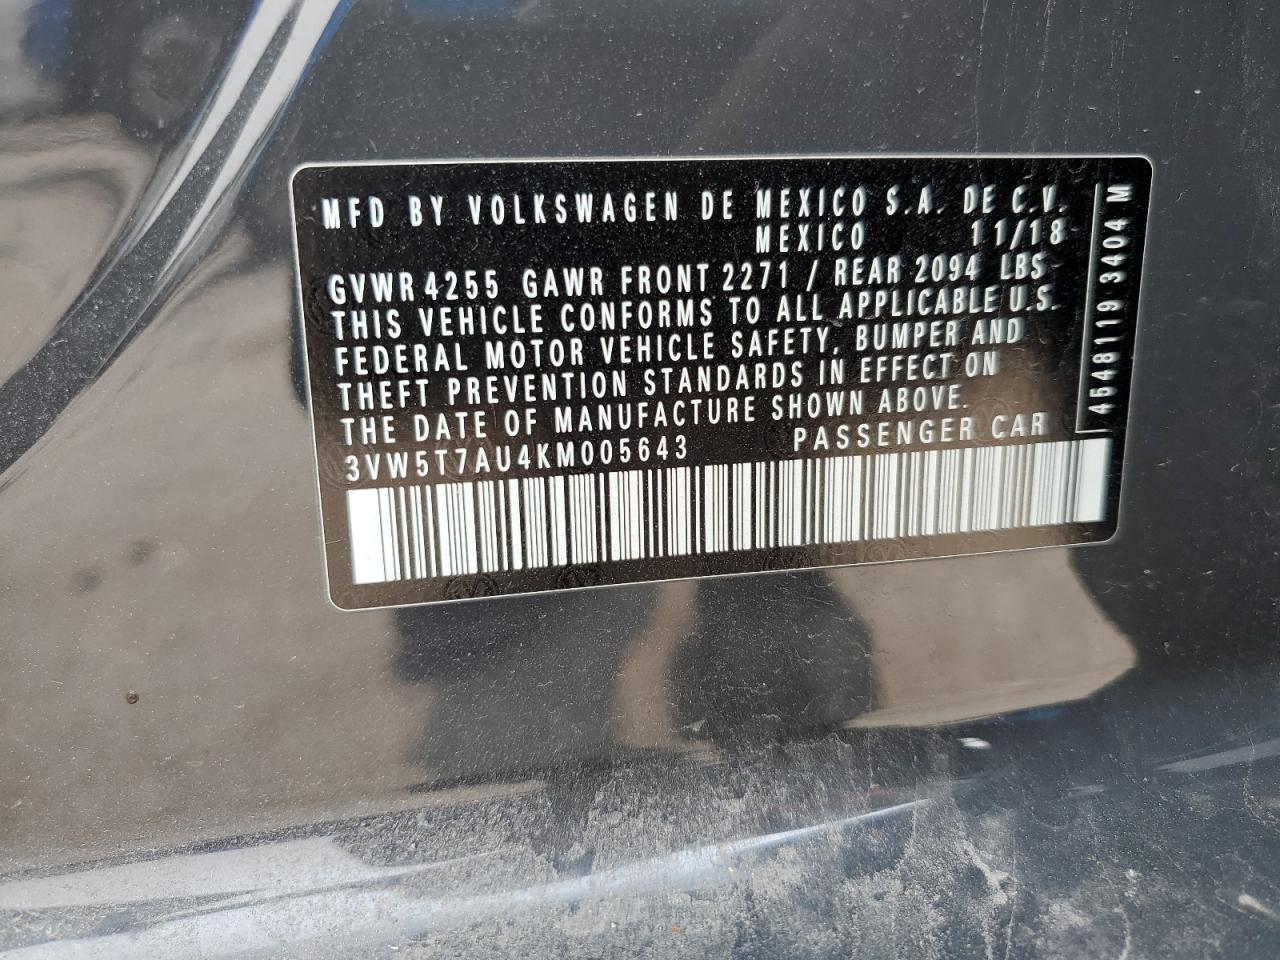 MFD BY VOLKSWAGEN DE MEXICO S.A. DE C.V.
MEXICO 11/18
GVWR 4255 GAWR FRONT 2271 / REAR 2094 LBS
THIS VEHICLE CONFORMS TO ALL APPLICABLE U.S.
FEDERAL MOTOR VEHICLE SAFETY, BUMPER AND
THEFT PREVENTION STANDARDS IN EFFECT ON
THE DATE OF MANUFACTURE SHOWN ABOVE.
3VW5T7AU4KM005643 PASSENGER CAR
4548119 3404 M